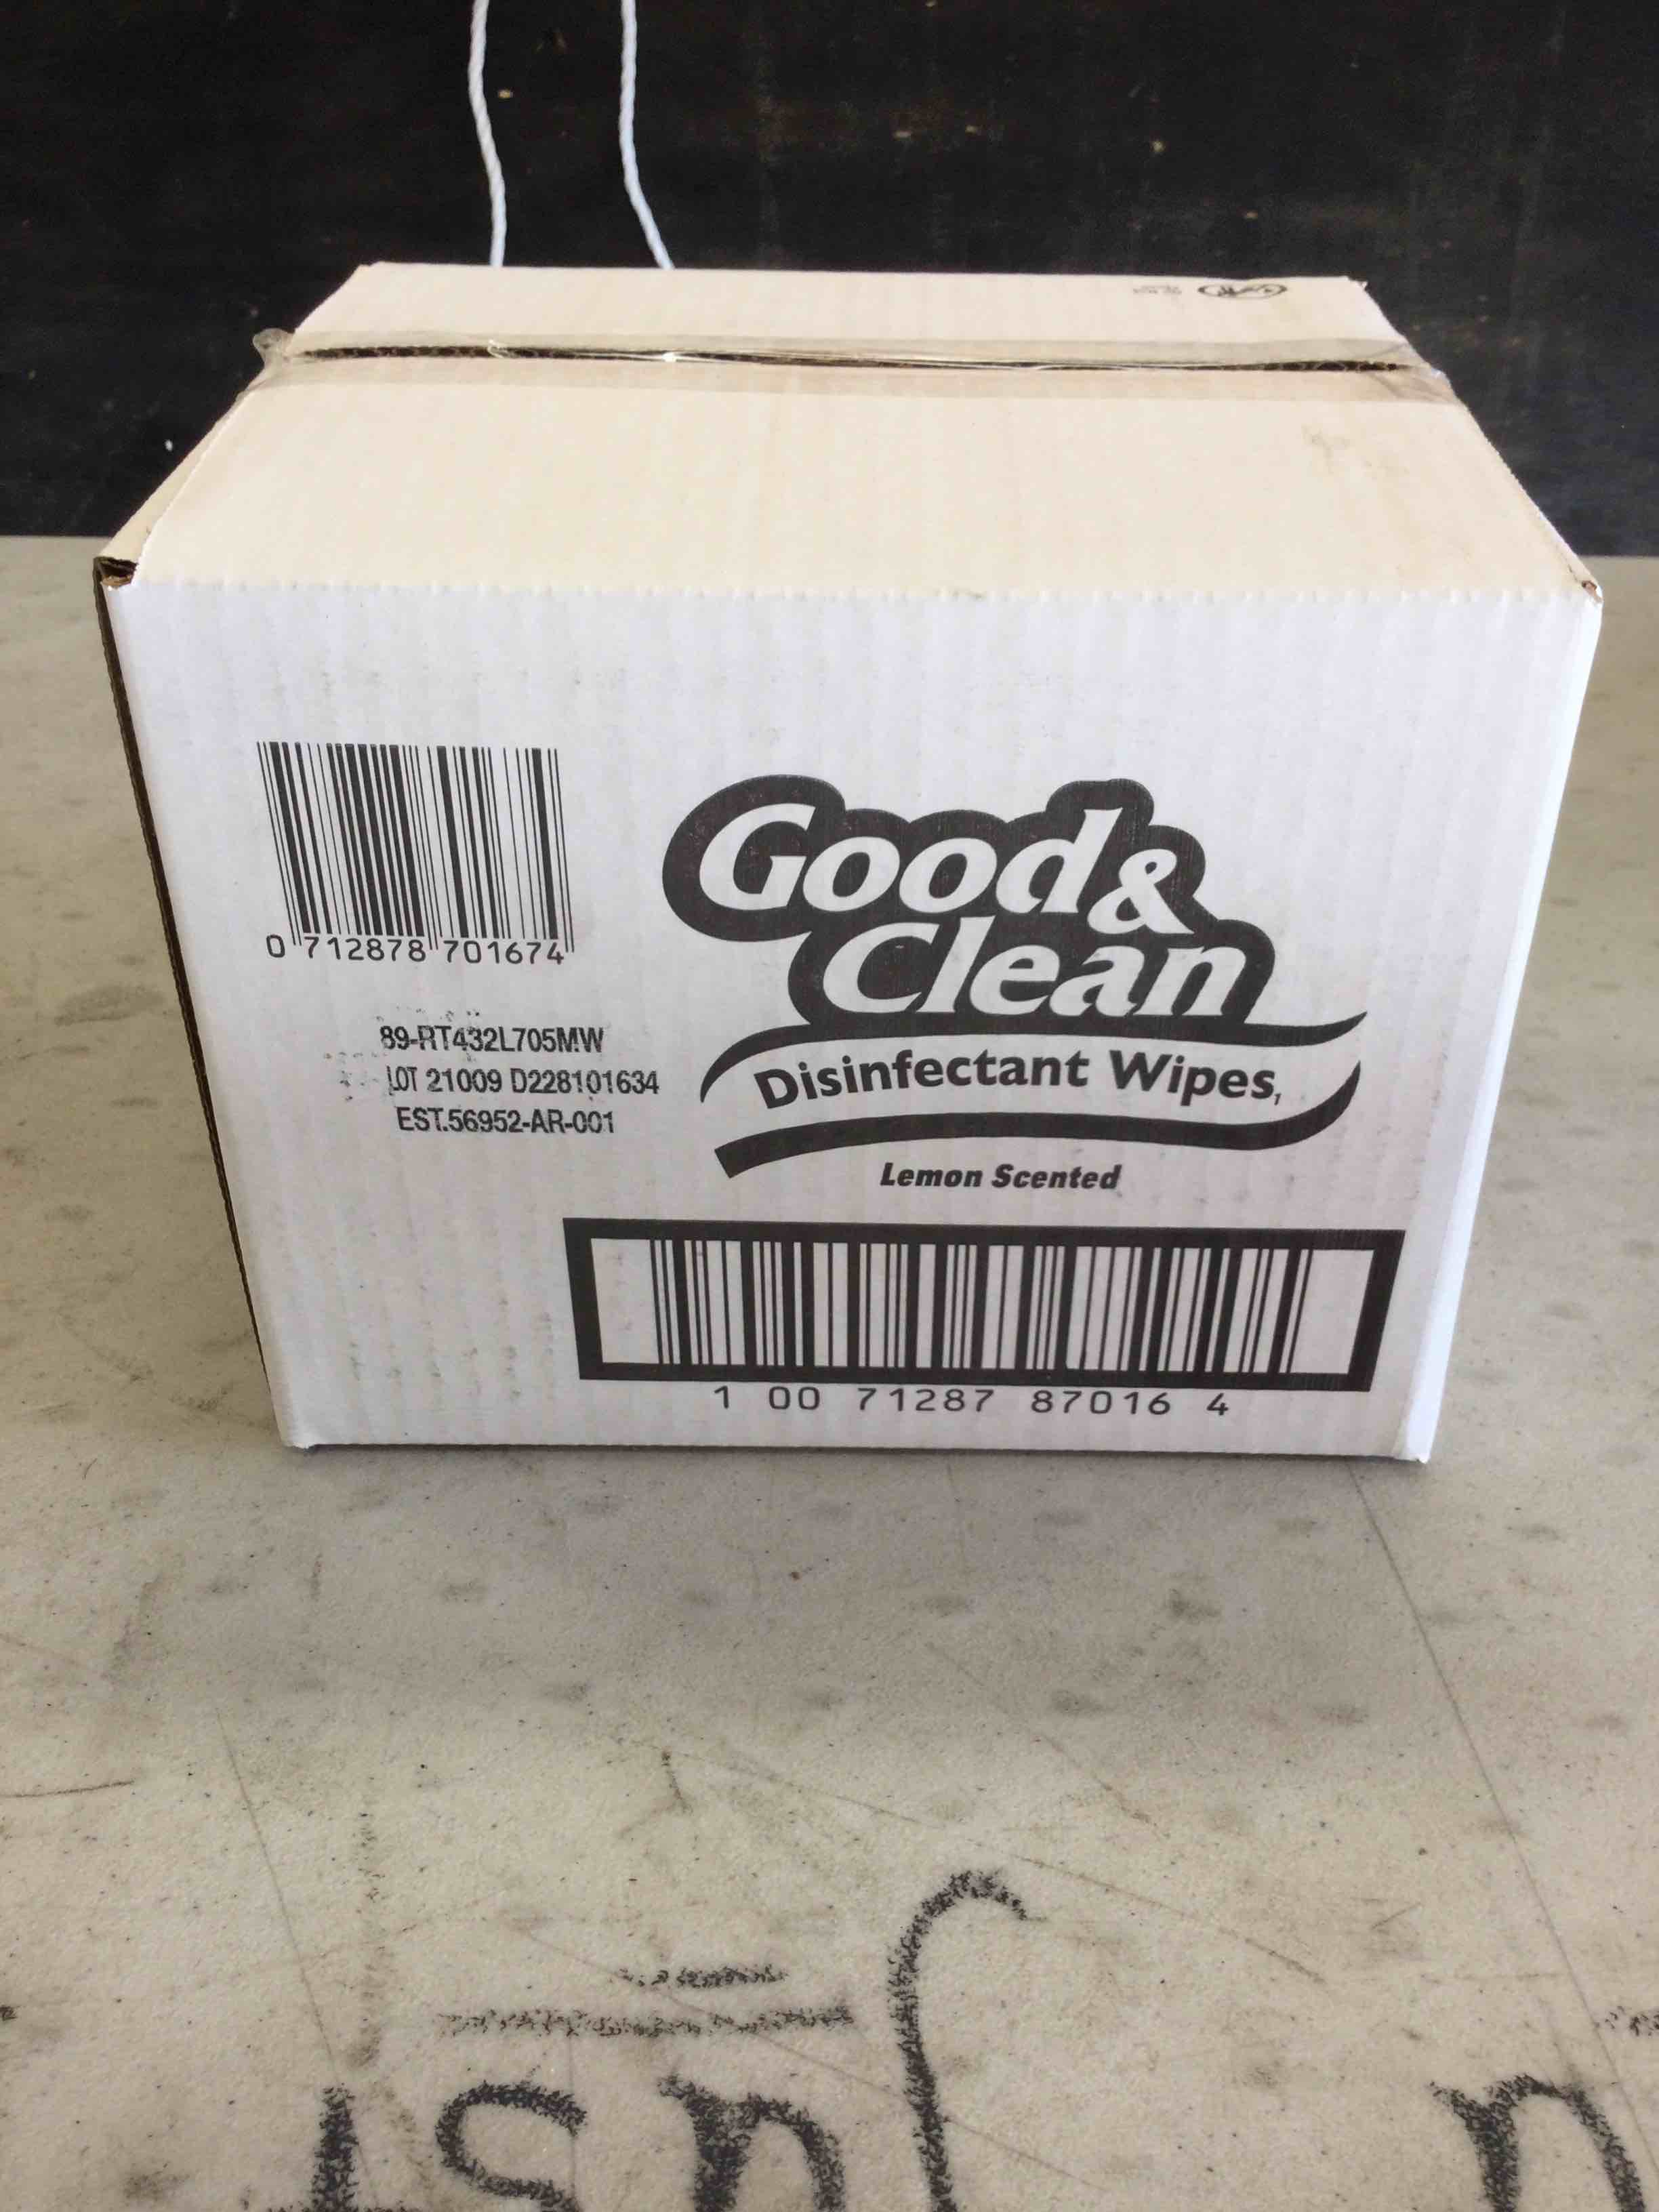 0 712878 701674
89-RT432L705MW
LOT 21009 D228101634
EST.56952-AR-001
Good &
Clean
Disinfectant Wipes,
Lemon Scented
1 00 71287 87016 4